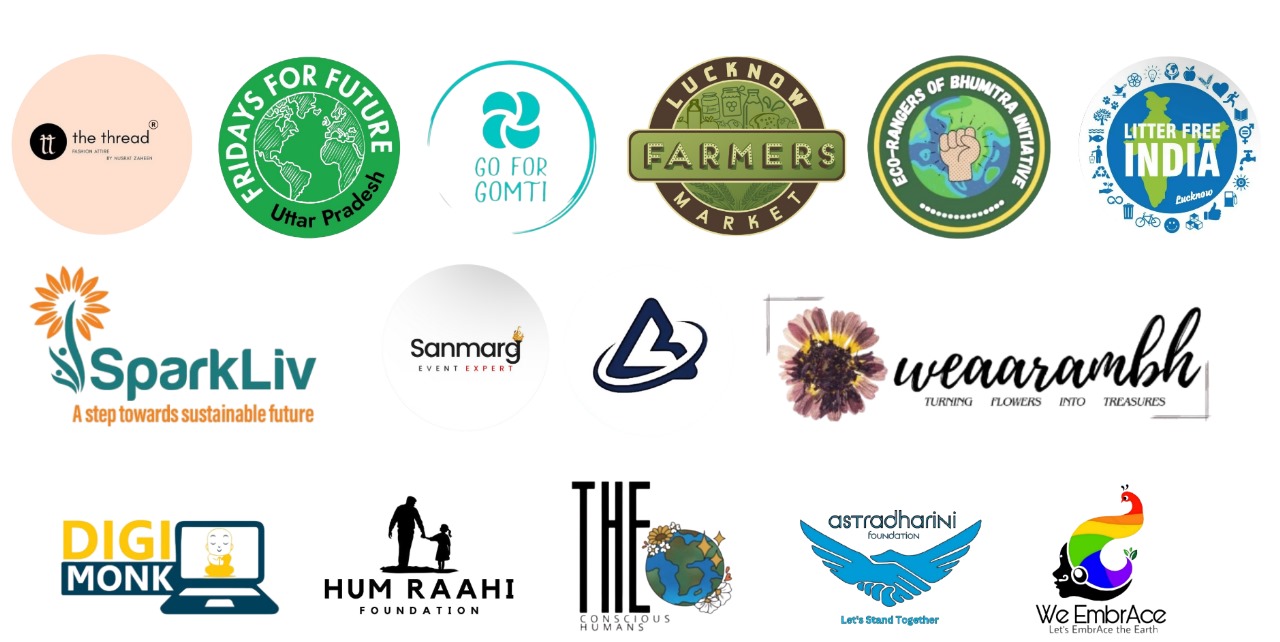 tt
the thread®
FASHION ATTIRE
BY NUSRAT ZAHEEN
FRIDAYS FOR FUTURE
Uttar Pradesh
GO FOR
GOMTI
LUCKNOW
FARMERS
MARKET
ECO-RANGERS OF BHUMITRA INITIATIVE
LITTER FREE
INDIA
Lucknow
SparkLiv
A step towards sustainable future
Sanmarg
EVENT EXPERT
weaarambh
TURNING FLOWERS INTO TREASURES
DIGI
MONK
HUM RAAHI
FOUNDATION
THE
CONSCIOUS
HUMANS
astradharini
foundation
Let's Stand Together
We EmbrAce
Let's EmbrAce the Earth